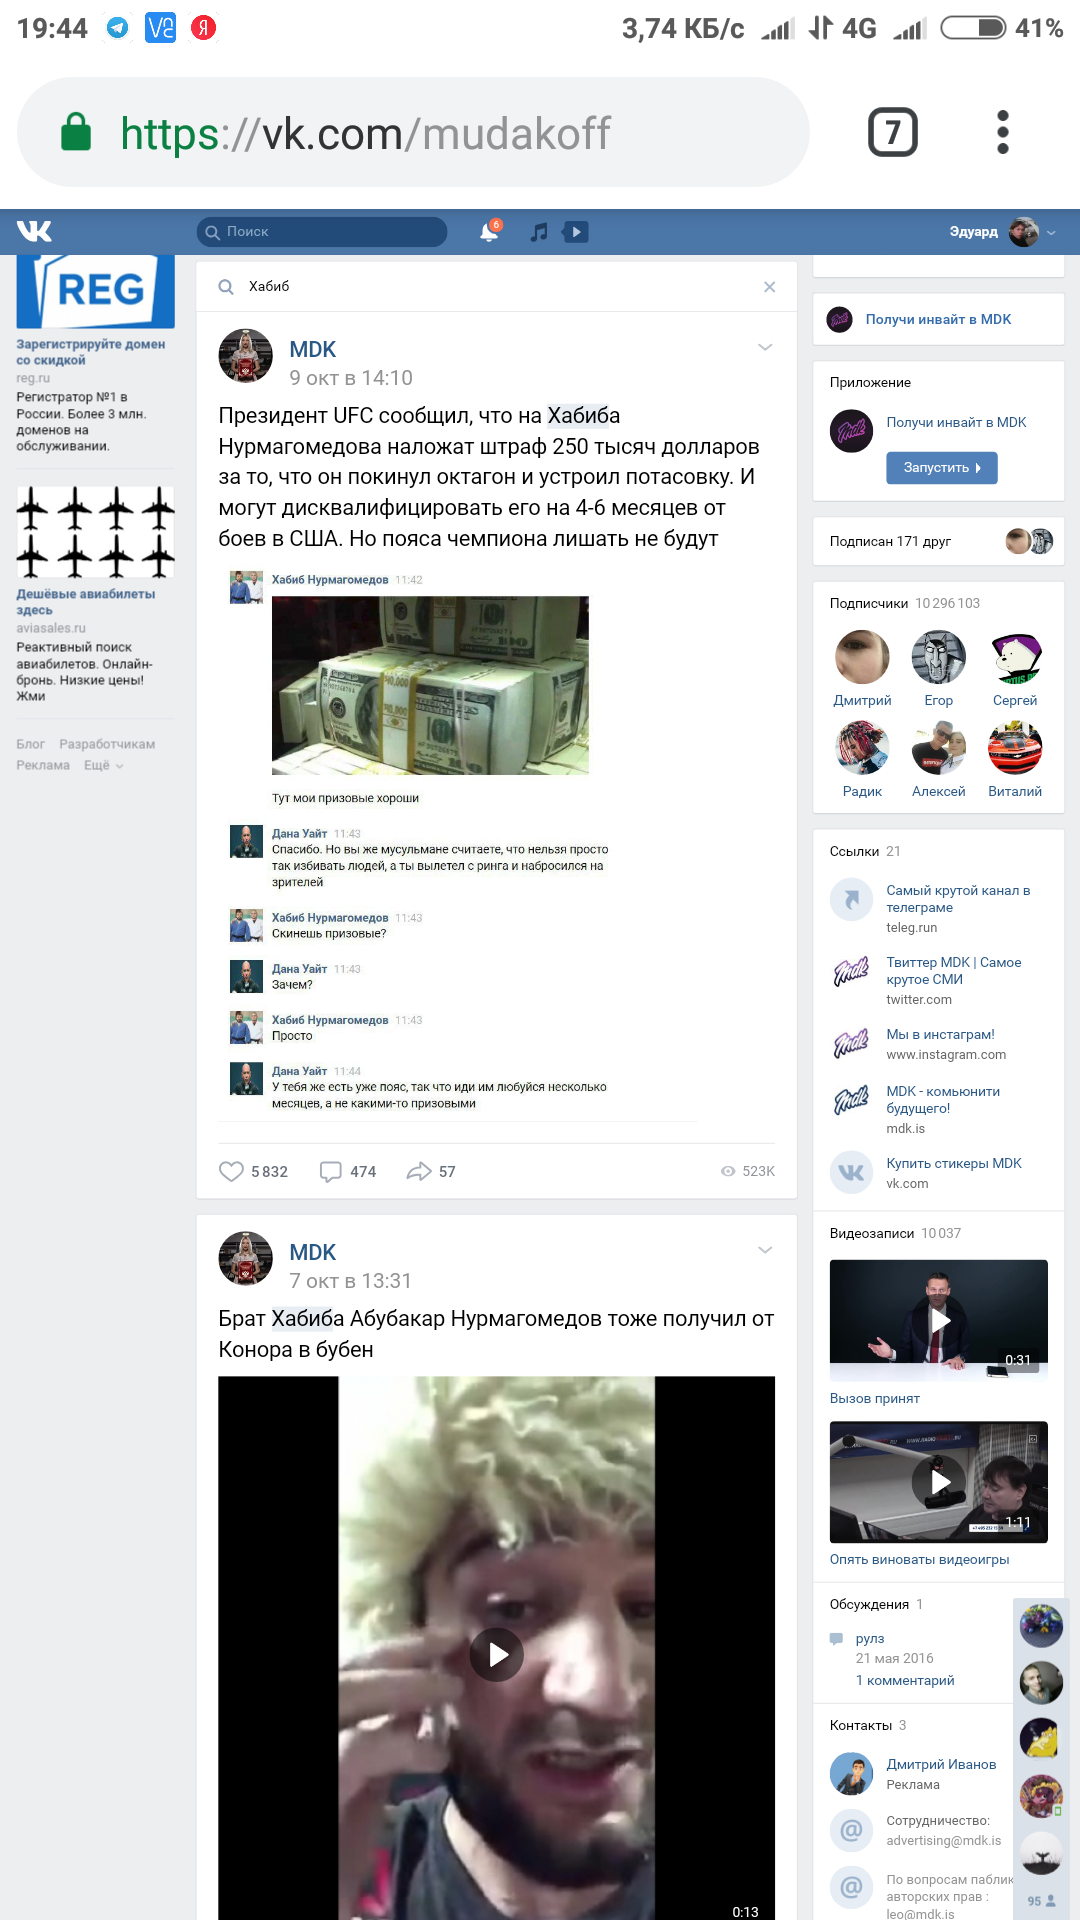 19:44
3,74 КБ/с
4G
41%
https://vk.com/mudakoff
7
Поиск
6
Эдуард
REG
Зарегистрируйте домен
со скидкой
reg.ru
Регистратор №1 в
России. Более 3 млн.
доменов на
обслуживании.
Дешёвые авиабилеты
здесь
aviasales.ru
Реактивный поиск
авиабилетов. Онлайн-
бронь. Низкие цены!
Жми
Блог Разработчикам
Реклама Ещё
Хабиб
MDK
9 окт в 14:10
Президент UFC сообщил, что на Хабиба
Нурмагомедова наложат штраф 250 тысяч долларов
за то, что он покинул октагон и устроил потасовку. И
могут дисквалифицировать его на 4-6 месяцев от
боев в США. Но пояса чемпиона лишать не будут
Хабиб Нурмагомедов 11:42
Тут мои призовые хороши
Дана Уайт 11:43
Спасибо. Но вы же мусульмане считаете, что нельзя просто
так избивать людей, а ты вылетел с ринга и набросился на
зрителей
Хабиб Нурмагомедов 11:43
Скинешь призовые?
Дана Уайт 11:43
Зачем?
Хабиб Нурмагомедов 11:43
Просто
Дана Уайт 11:44
У тебя же есть уже пояс, так что иди им любуйся несколько
месяцев, а не какими-то призовыми
5 832
474
57
523K
MDK
7 окт в 13:31
Брат Хабиба Абубакар Нурмагомедов тоже получил от
Конора в бубен
0:13
Получи инвайт в MDK
Приложение
Получи инвайт в MDK
Запустить
Подписан 171 друг
Подписчики 10 296 103
Дмитрий Егор Сергей
Радик Алексей Виталий
Ссылки 21
Самый крутой канал в
телеграме
teleg.run
Твиттер MDK | Самое
крутое СМИ
twitter.com
Мы в инстаграм!
www.instagram.com
MDK - комьюнити
будущего!
mdk.is
Купить стикеры MDK
vk.com
Видеозаписи 10 037
0:31
Вызов принят
1:11
Опять виноваты видеоигры
Обсуждения 1
рулз
21 мая 2016
1 комментарий
Контакты 3
Дмитрий Иванов
Реклама
Сотрудничество:
advertising@mdk.is
По вопросам паблик
авторских прав :
leo@mdk.is
95